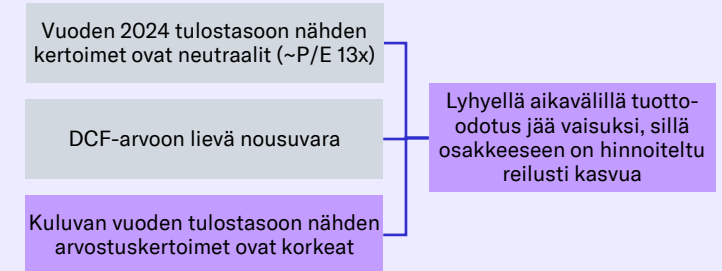 Vuoden 2024 tulostasoon nähden
kertoimet ovat neutraalit (~P/E 13x)
DCF-arvoon lievä nousuvara
Kuluvan vuoden tulostasoon nähden
arvostuskertoimet ovat korkeat
Lyhyellä aikavälillä tuotto-
odotus jää vaisuksi, sillä
osakkeeseen on hinnoiteltu
reilusti kasvua